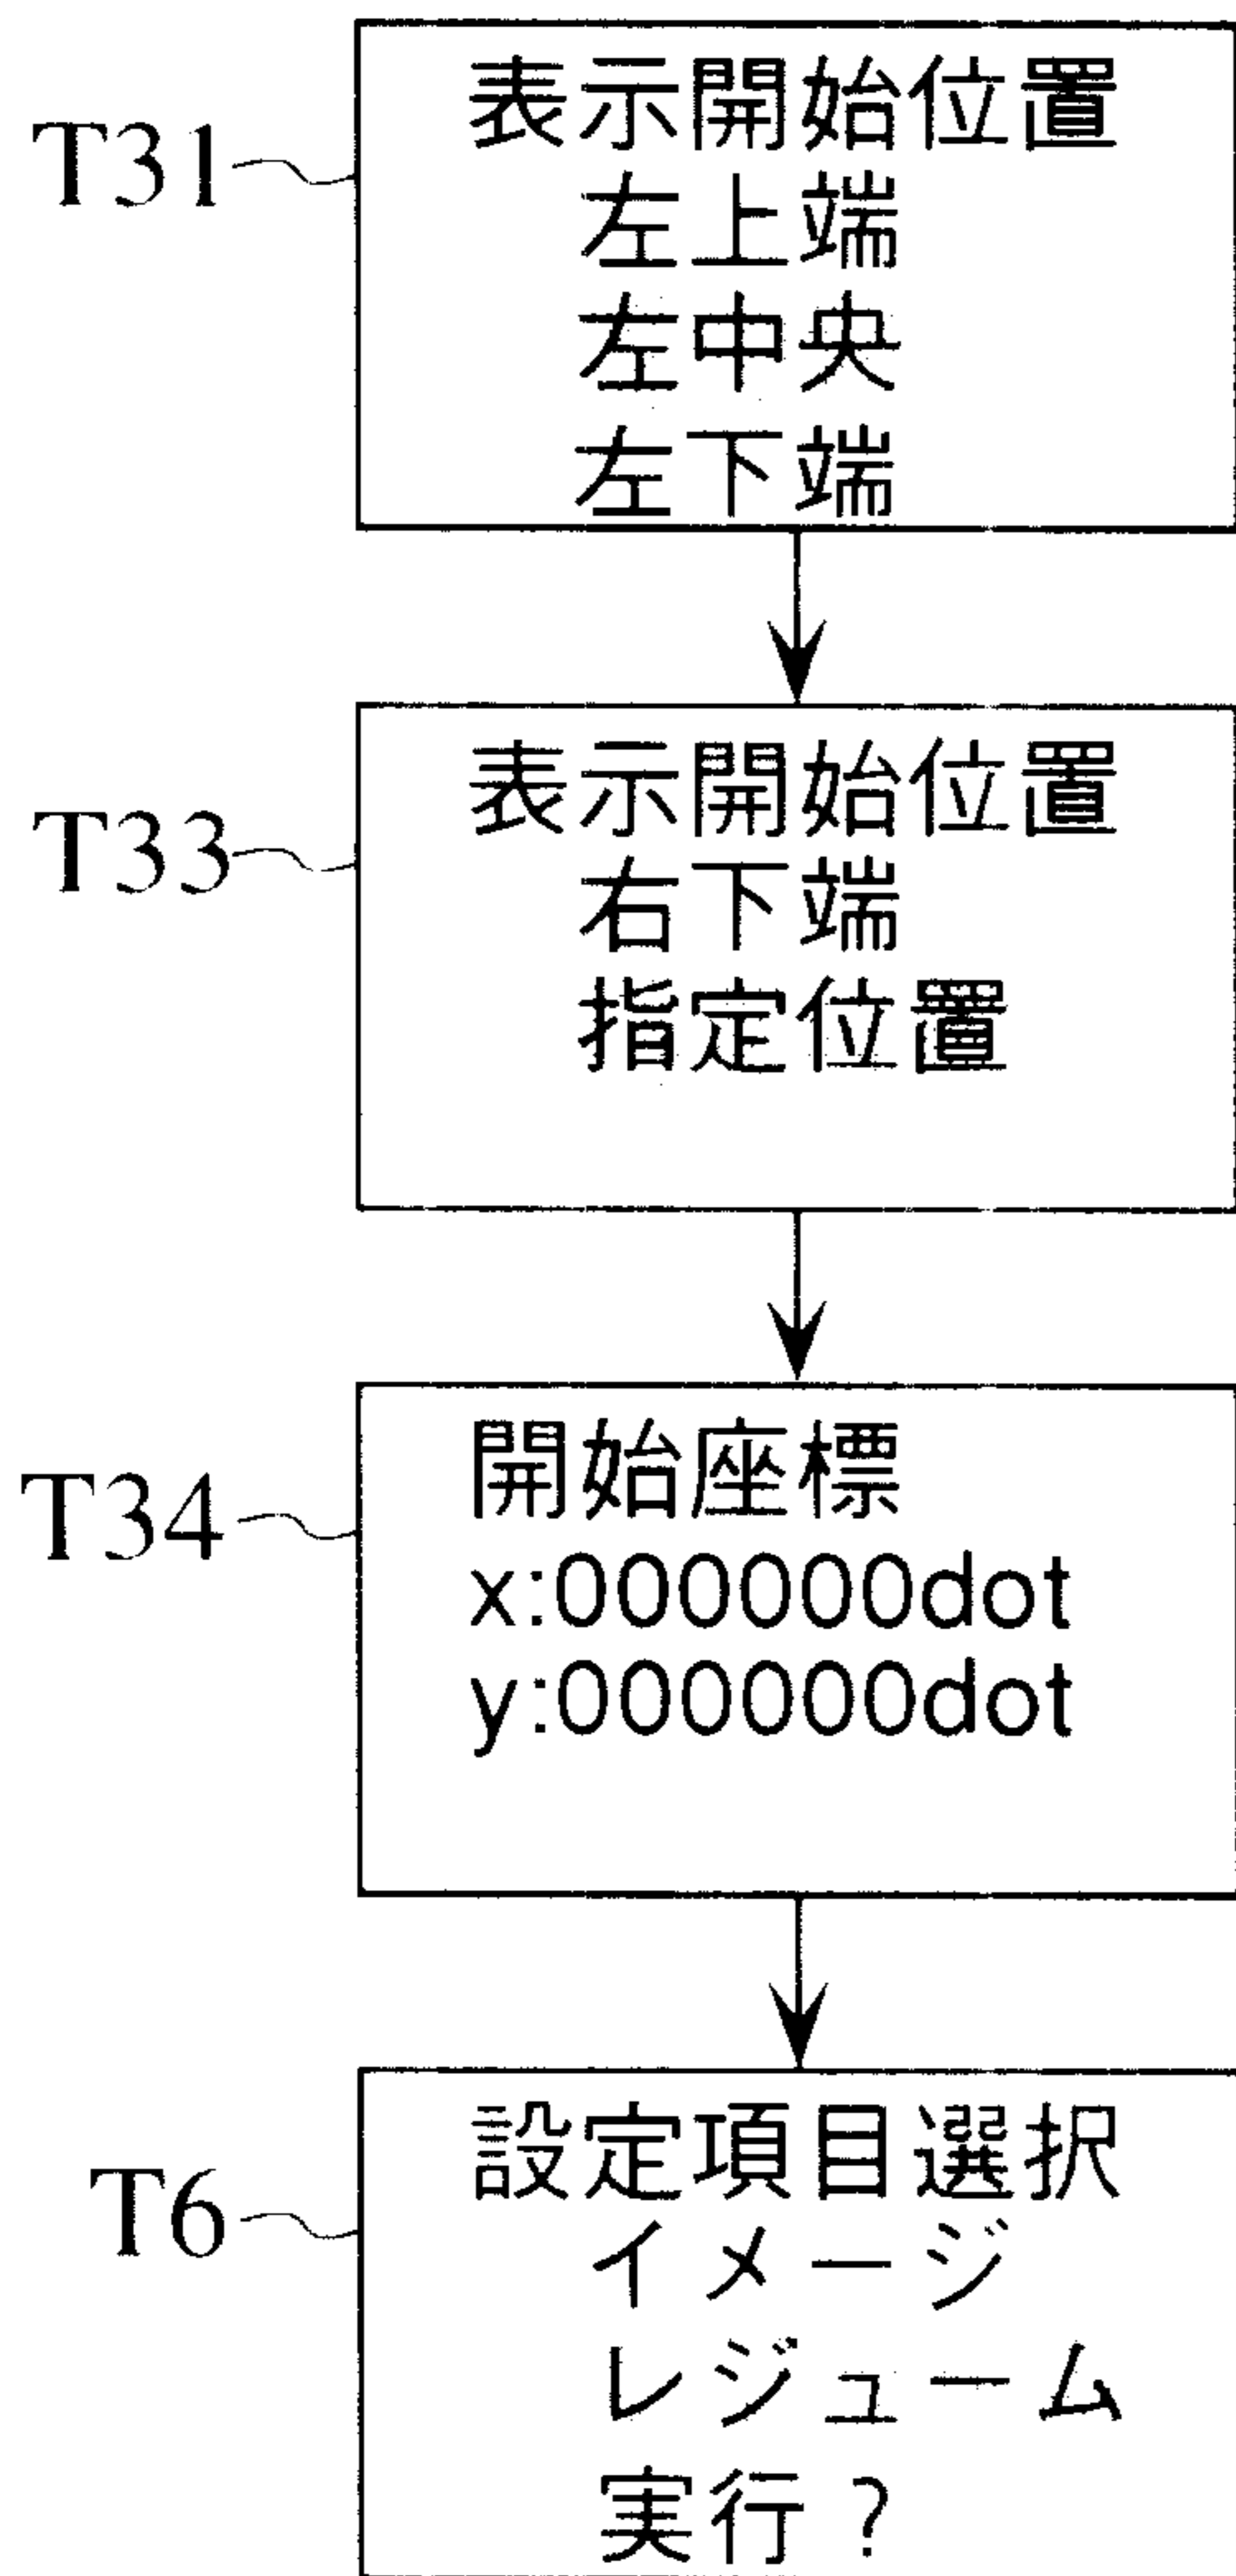 T31
表示開始位置
左上端
左中央
左下端
T33
表示開始位置
右下端
指定位置
T34
開始座標
x:000000dot
y:000000dot
T6
設定項目選択
イメージ
レジューム
実行?